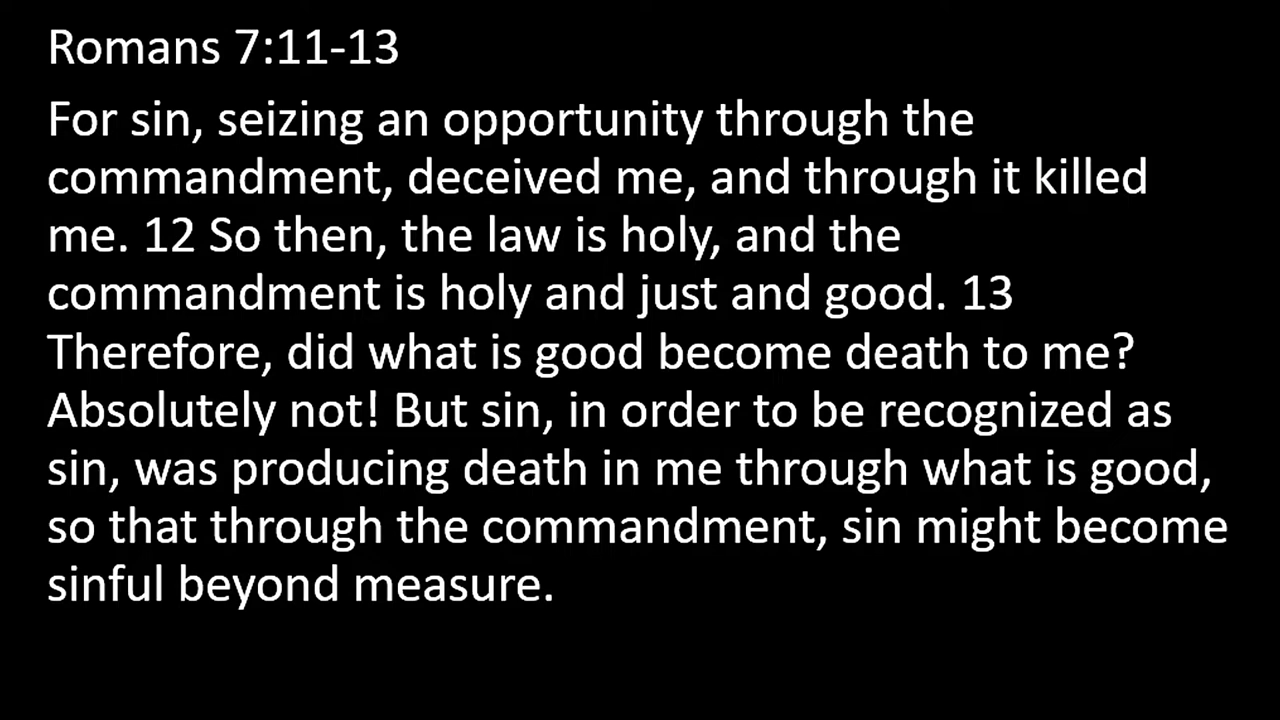 Romans 7:11-13
For sin, seizing an opportunity through the
commandment, deceived me, and through it killed
me. 12 So then, the law is holy, and the
commandment is holy and just and good. 13
Therefore, did what is good become death to me?
Absolutely not! But sin, in order to be recognized as
sin, was producing death in me through what is good,
so that through the commandment, sin might become
sinful beyond measure.